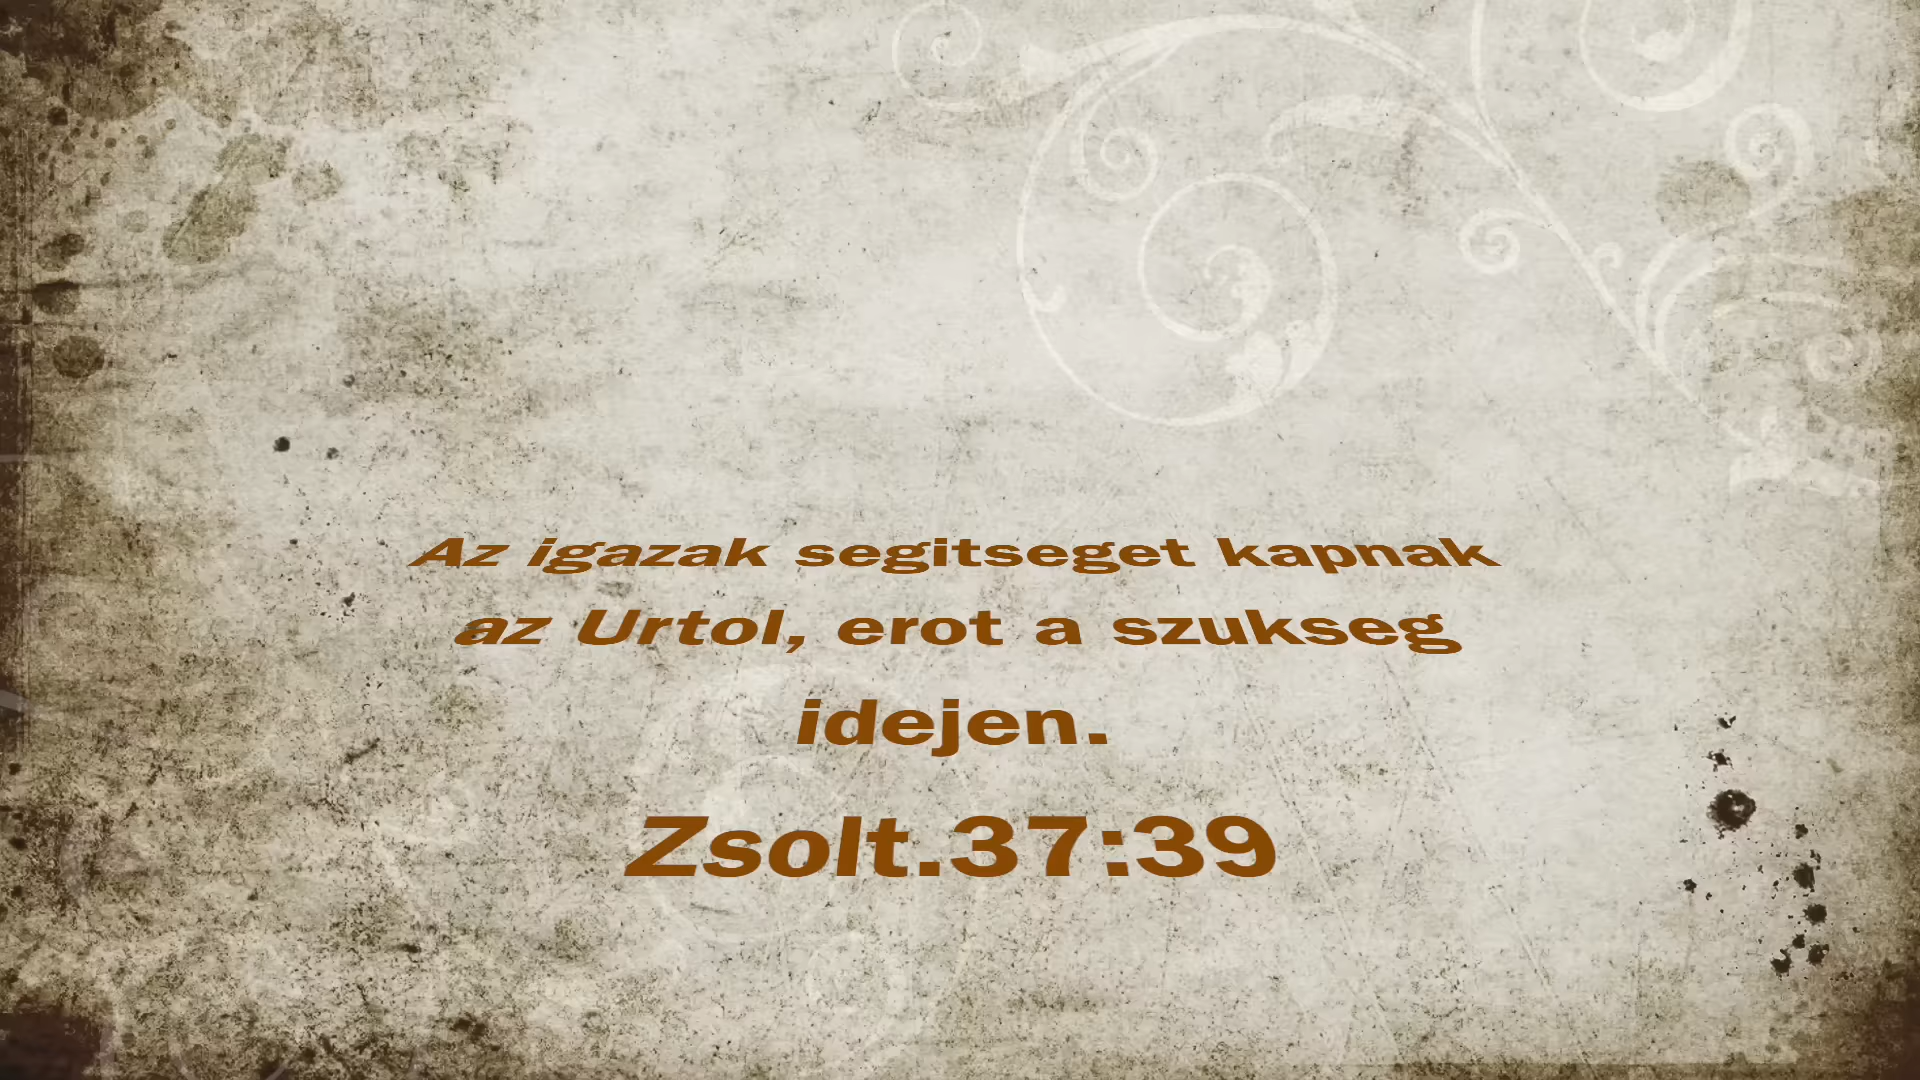 Az igazak segitseget kapnak
az Urtol, erot a szukseg
idejen.
Zsolt.37:39